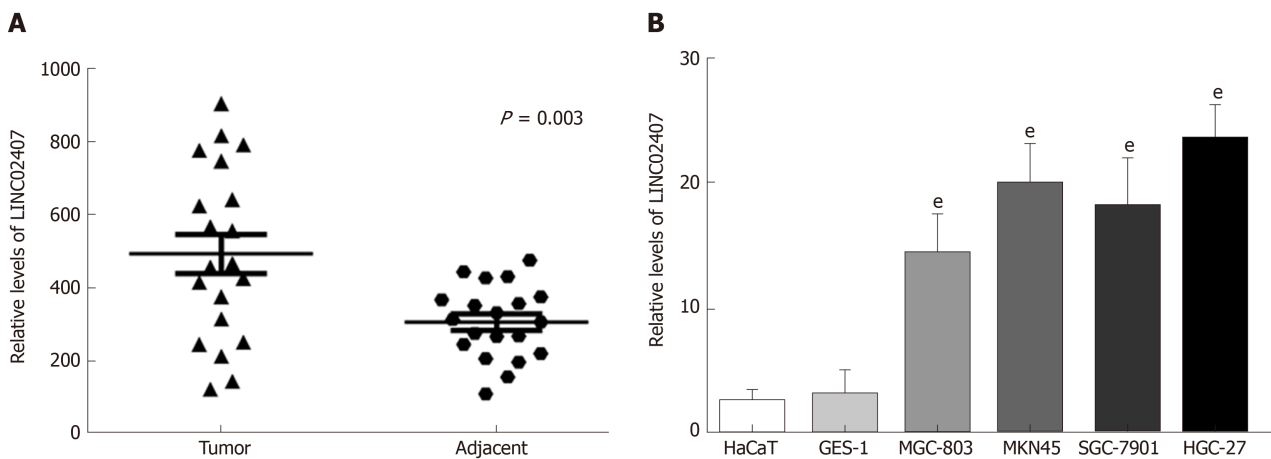 A
Relative levels of LINC02407
1000
800
600
400
200
0
P = 0.003
Tumor
Adjacent
B
Relative levels of LINC02407
30
20
10
0
e
e
e
e
HaCaT
GES-1
MGC-803
MKN45
SGC-7901
HGC-27